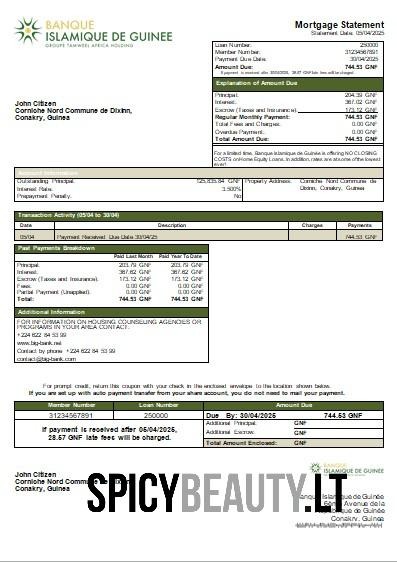 BANQUE
ISLAMIQUE DE GUINEE
GROUPE TAMWEEL AFRICA HOLDING
Mortgage Statement
Statement Date: 05/04/2025
Loan Number: 250000
Member Number: 31234567891
Payment Due Date: 30/04/2025
Amount Due: 744.53 GNF
If payment is received after 30/04/2025, 28.57 GNF late fees will be charged.
Explanation of Amount Due
Principal: 204.39 GNF
Interest: 367.02 GNF
Escrow (Taxes and Insurance): 173.12 GNF
Regular Monthly Payment: 744.53 GNF
Total Fees and Charges: 0.00 GNF
Overdue Payment: 0.00 GNF
Total Amount Due: 744.53 GNF
John Citizen
Corniche Nord Commune de Dixinn,
Conakry, Guinea
For a limited time, Banque Islamique de Guinee is offering NO CLOSING
COSTS onHome Equity Loans. In addition, rates are atsome of the lowest
ever!
Account Information
Outstanding Principal: 125,835.84 GNF
Interest Rate: 3.500%
Prepayment Penalty: No
Property Address: Corniche Nord Commune de
Dixinn, Conakry, Guinea
Transaction Activity (05/04 to 30/04)
Date Description Charges Payments
05/04 Payment Received Due Date 30/04/25 744.53 GNF
Past Payments Breakdown
Paid Last Month Paid Year To Date
Principal: 203.79 GNF 203.79 GNF
Interest: 367.62 GNF 367.62 GNF
Escrow (Taxes and Insurance): 173.12 GNF 173.12 GNF
Fees: 0.00 GNF 0.00 GNF
Partial Payment (Unapplied): 0.00 GNF 0.00 GNF
Total: 744.53 GNF 744.53 GNF
Additional Information
FOR INFORMATION ON HOUSING COUNSELING AGENCIES OR
PROGRAMS IN YOUR AREA CONTACT:
+224 622 84 53 99
www.big-bank.net
Contact by phone +224 622 84 53 99
contact@big-bank.com
For prompt credit, return this coupon with your check in the enclosed envelope to the location shown below.
If you are set up with auto payment transfer from your share account, you do not need to mail your payment.
Member Number Loan Number Amount Due
31234567891 250000 Due By: 30/04/2025 744.53 GNF
If payment is received after 05/04/2025,
28.57 GNF late fees will be charged.
Additional Principal: GNF
Additional Escrow: GNF
Total Amount Enclosed: GNF
John Citizen
Corniche Nord Commune de Dixinn,
Conakry, Guinea
BANQUE
ISLAMIQUE DE GUINEE
Banque Islamique de Guinée
6ème Avenue de la
République de Guinée
Conakry, Guinea
SPICYBEAUTY.LT